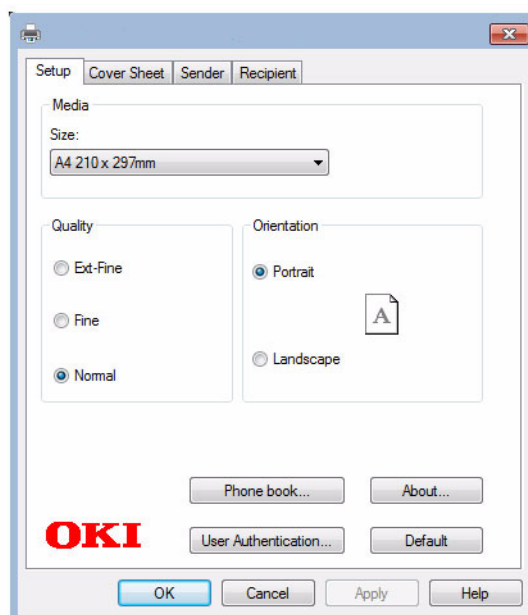 Setup Cover Sheet Sender Recipient
Media
Size:
A4 210 x 297mm
Quality
Orientation
Ext-Fine
Portrait
A
Fine
Landscape
Normal
Phone book...
About...
OKI
User Authentication...
Default
OK Cancel Apply Help